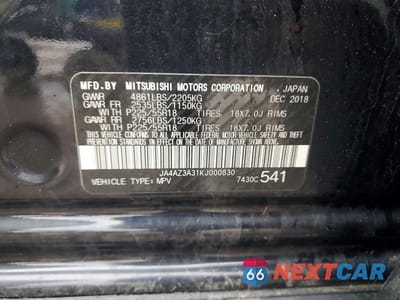 MFD.BY MITSUBISHI MOTORS CORPORATION, JAPAN
GVWR 4861LBS/2205KG DEC 2018
GAWR FR 2535LBS/1150KG
WITH P225/55R18 TIRES 18X7.0J RIMS
GAWR RR 2756LBS/1250KG
WITH P225/55R18 TIRES 18X7.0J RIMS
THIS VEHICLE CONFORMS TO ALL APPLICABLE FEDERAL
MOTOR VEHICLE SAFETY, BUMPER, AND THEFT PREVENTION
STANDARDS IN EFFECT ON THE DATE OF MANUFACTURE
SHOWN ABOVE.
JA4AZ3A31KJ000830
VEHICLE TYPE: MPV 7430C 541
66 NEXTCAR